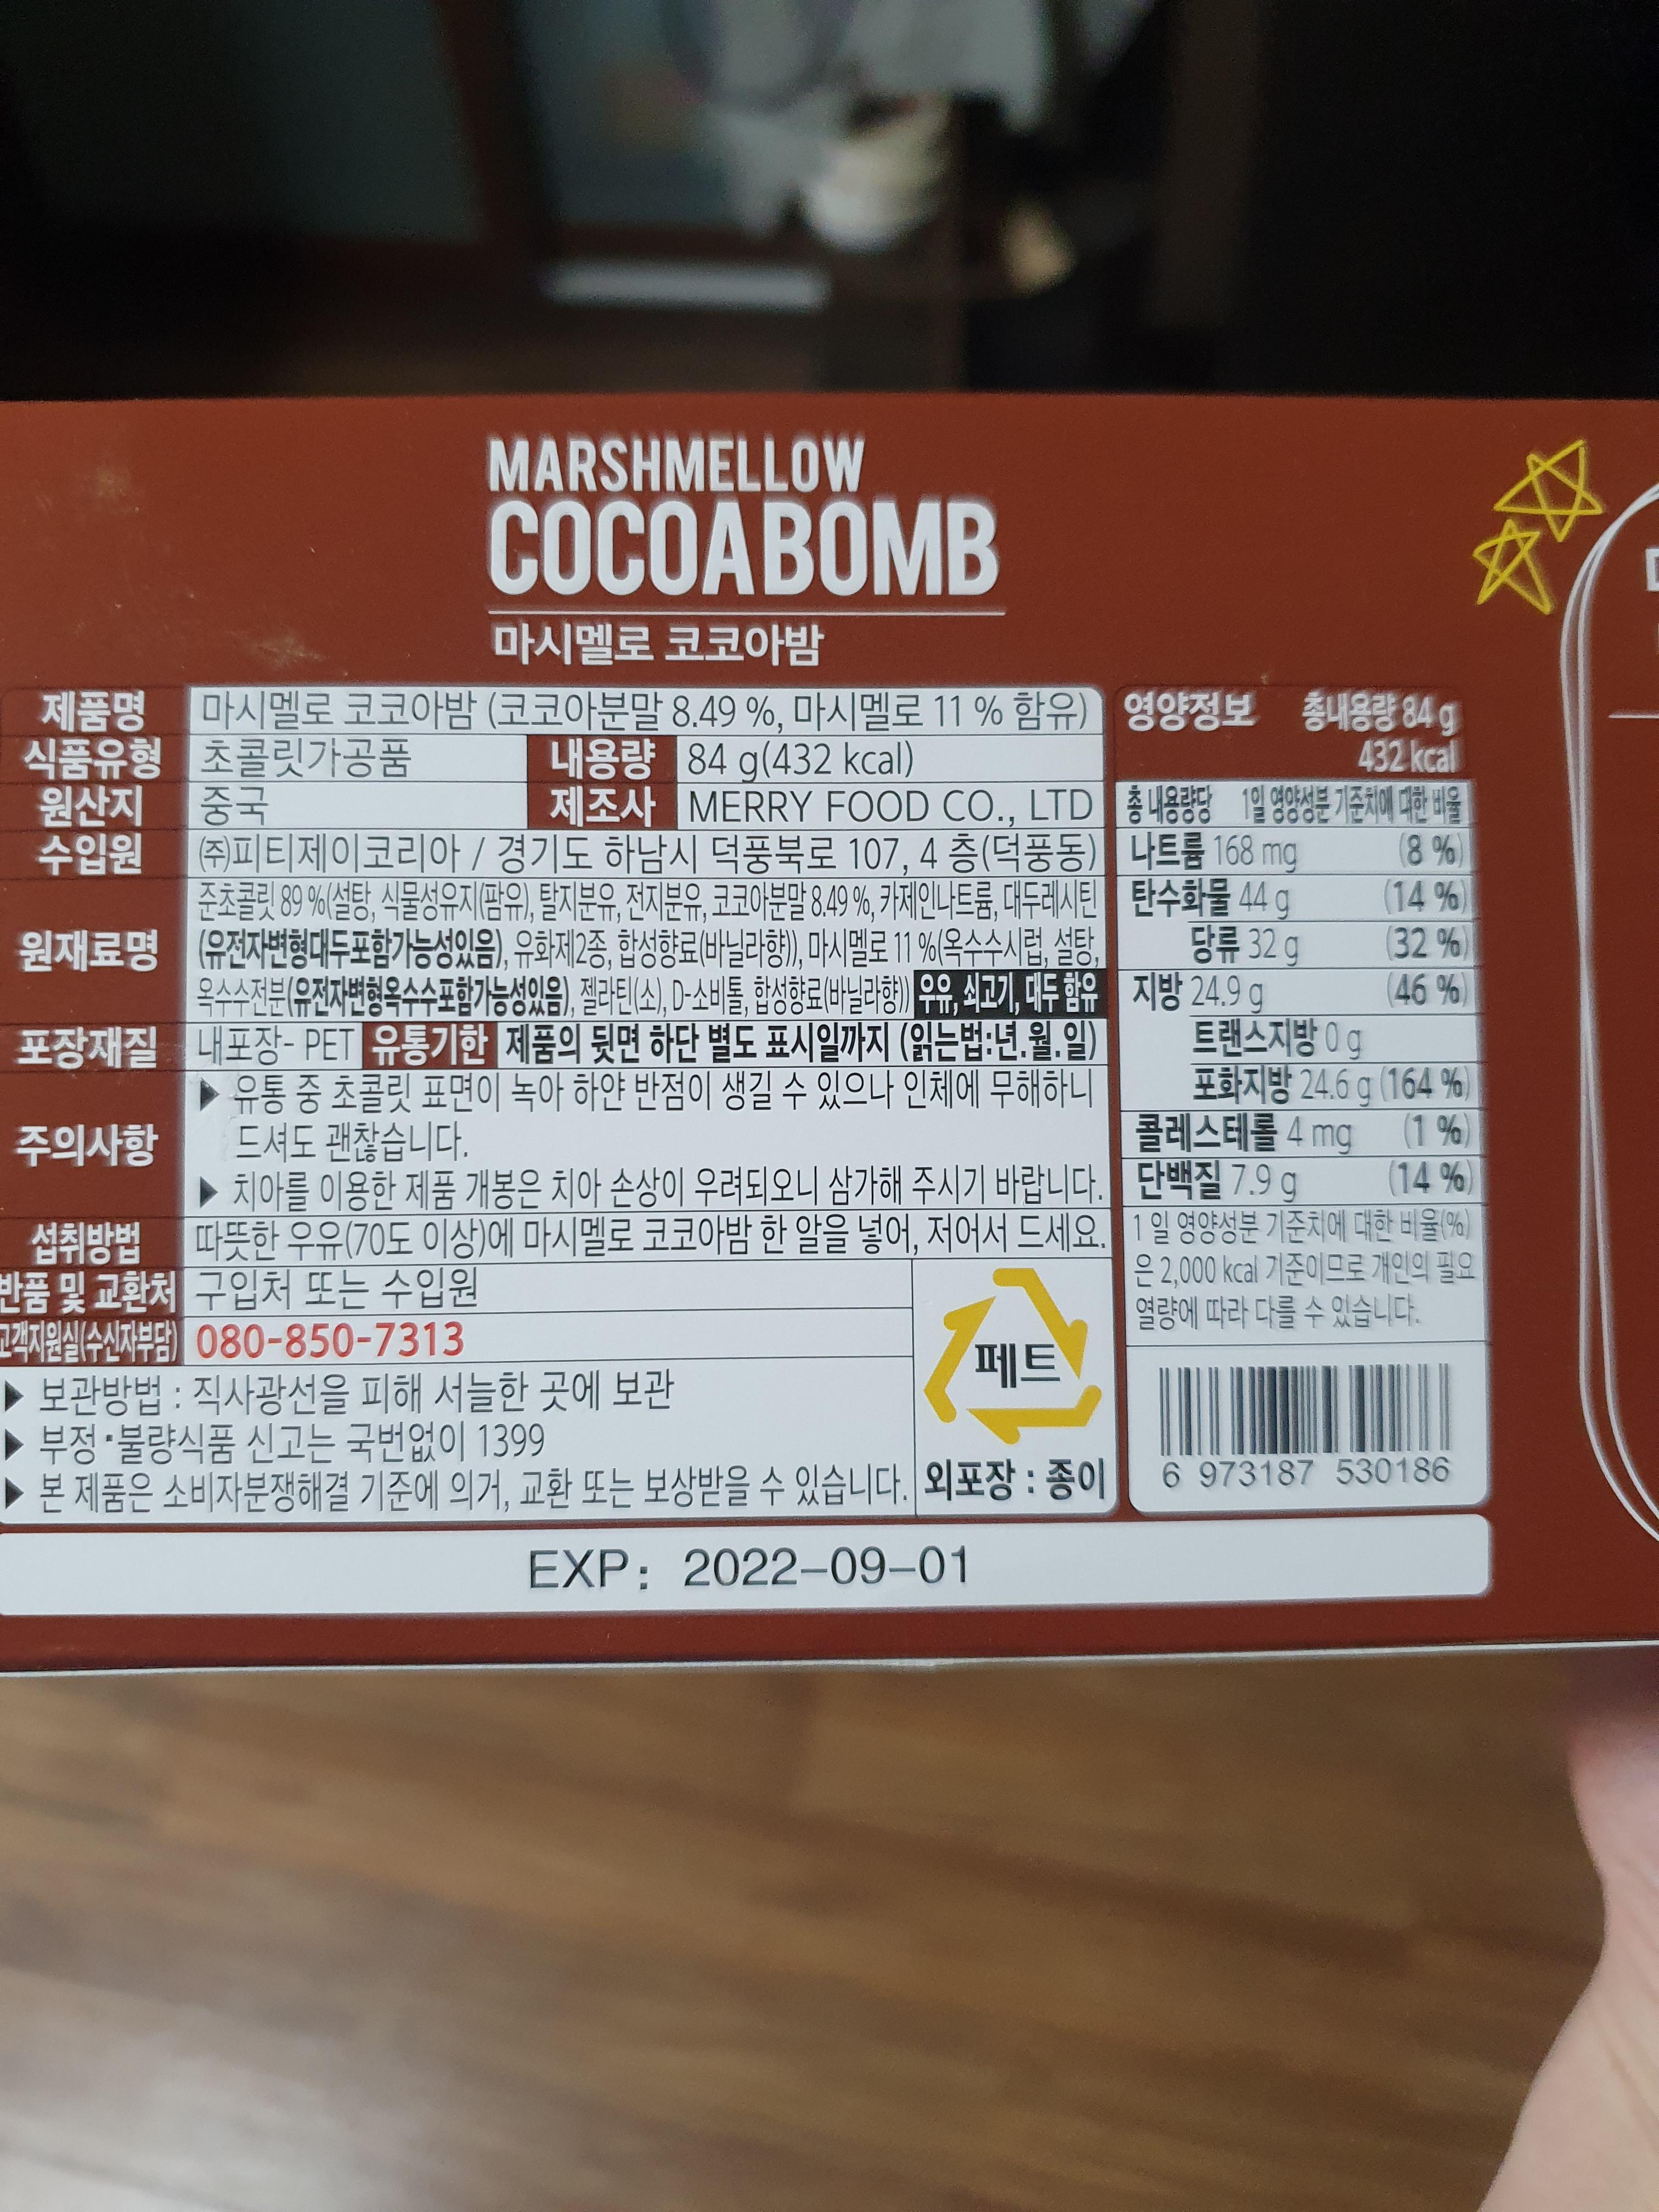 MARSHMELLOW
COCOABOMB
마시멜로 코코아밤
제품명 마시멜로 코코아밤 (코코아분말 8.49 %, 마시멜로 11 % 함유)
식품유형 초콜릿가공품 내용량 84 g(432 kcal)
원산지 중국 제조사 MERRY FOOD CO., LTD
수입원 ㈜피티제이코리아 / 경기도 하남시 덕풍북로 107, 4 층(덕풍동)
원재료명 준초콜릿 89 %(설탕, 식물성유지(팜유), 탈지분유, 전지분유, 코코아분말 8.49 %, 카제인나트륨, 대두레시틴
(유전자변형대두포함가능성있음), 유화제2종, 합성향료(바닐라향)), 마시멜로 11 %(옥수수시럽, 설탕,
옥수수전분(유전자변형옥수수포함가능성있음), 젤라틴(소), D-소비톨, 합성향료(바닐라향)) 우유, 쇠고기, 대두 함유
포장재질 내포장- PET 유통기한 제품의 뒷면 하단 별도 표시일까지 (읽는법:년.월.일)
주의사항 ▶ 유통 중 초콜릿 표면이 녹아 하얀 반점이 생길 수 있으나 인체에 무해하니
드셔도 괜찮습니다.
▶ 치아를 이용한 제품 개봉은 치아 손상이 우려되오니 삼가해 주시기 바랍니다.
섭취방법 따뜻한 우유(70도 이상)에 마시멜로 코코아밤 한 알을 넣어, 저어서 드세요.
반품 및 교환처 구입처 또는 수입원
고객지원실(수신자부담) 080-850-7313
▶ 보관방법 : 직사광선을 피해 서늘한 곳에 보관
▶ 부정·불량식품 신고는 국번없이 1399
▶ 본 제품은 소비자분쟁해결 기준에 의거, 교환 또는 보상받을 수 있습니다.
페트
외포장 : 종이
영양정보 총내용량 84 g
432 kcal
총 내용량당 1일 영양성분 기준치에 대한 비율
나트륨 168 mg (8 %)
탄수화물 44 g (14 %)
당류 32 g (32 %)
지방 24.9 g (46 %)
트랜스지방 0 g
포화지방 24.6 g (164 %)
콜레스테롤 4 mg (1 %)
단백질 7.9 g (14 %)
1 일 영양성분 기준치에 대한 비율(%)
은 2,000 kcal 기준이므로 개인의 필요
열량에 따라 다를 수 있습니다.
6 973187 530186
EXP: 2022-09-01